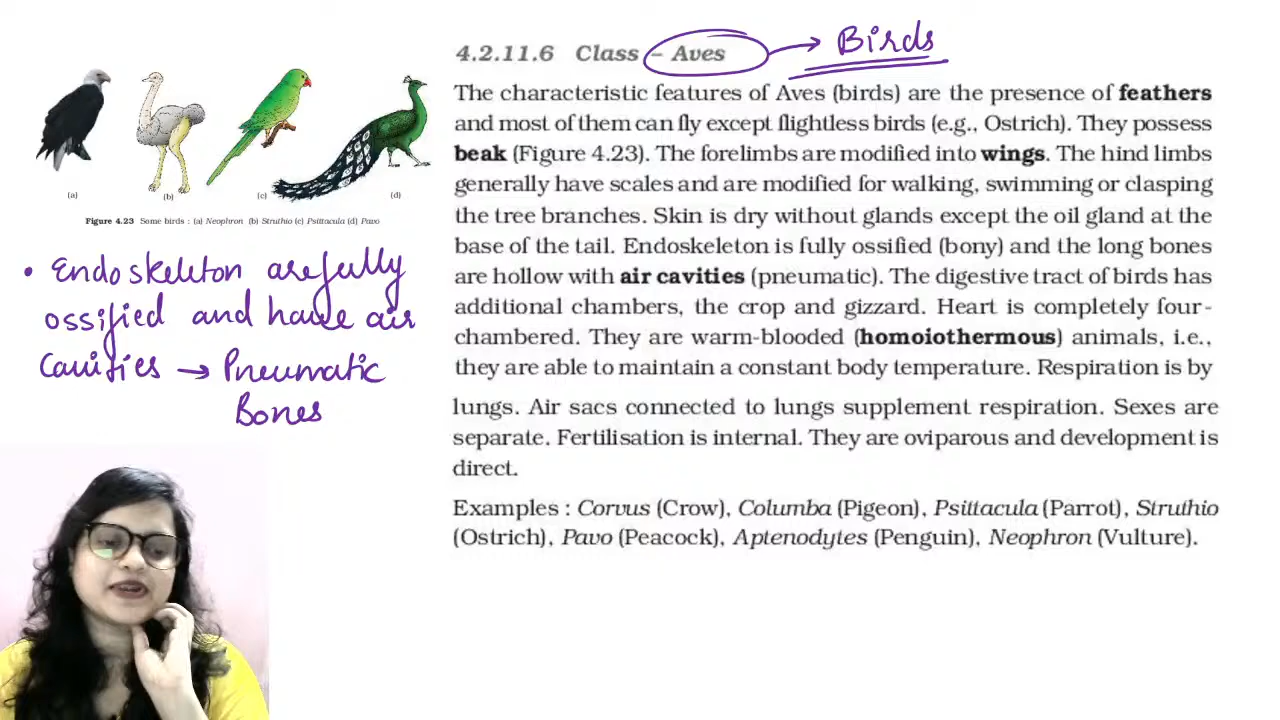 4.2.11.6 Class – Aves → Birds
The characteristic features of Aves (birds) are the presence of feathers
and most of them can fly except flightless birds (e.g., Ostrich). They possess
beak (Figure 4.23). The forelimbs are modified into wings. The hind limbs
generally have scales and are modified for walking, swimming or clasping
the tree branches. Skin is dry without glands except the oil gland at the
base of the tail. Endoskeleton is fully ossified (bony) and the long bones
are hollow with air cavities (pneumatic). The digestive tract of birds has
additional chambers, the crop and gizzard. Heart is completely four-
chambered. They are warm-blooded (homoiothermous) animals, i.e.,
they are able to maintain a constant body temperature. Respiration is by
lungs. Air sacs connected to lungs supplement respiration. Sexes are
separate. Fertilisation is internal. They are oviparous and development is
direct.
Examples : Corvus (Crow), Columba (Pigeon), Psittacula (Parrot), Struthio
(Ostrich), Pavo (Peacock), Aptenodytes (Penguin), Neophron (Vulture).
(a) (b) (c) (d)
Figure 4.23 Some birds : (a) Neophron (b) Struthio (c) Psittacula (d) Pavo
• Endoskeleton are fully
ossified and have air
Cavities → Pneumatic
Bones